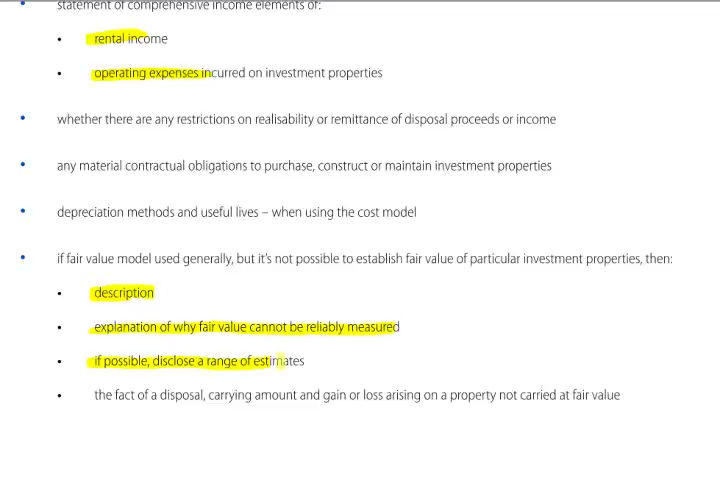 statement of comprehensive income elements of:
rental income
operating expenses incurred on investment properties
whether there are any restrictions on realisability or remittance of disposal proceeds or income
any material contractual obligations to purchase, construct or maintain investment properties
depreciation methods and useful lives – when using the cost model
if fair value model used generally, but it's not possible to establish fair value of particular investment properties, then:
description
explanation of why fair value cannot be reliably measured
if possible, disclose a range of estimates
the fact of a disposal, carrying amount and gain or loss arising on a property not carried at fair value